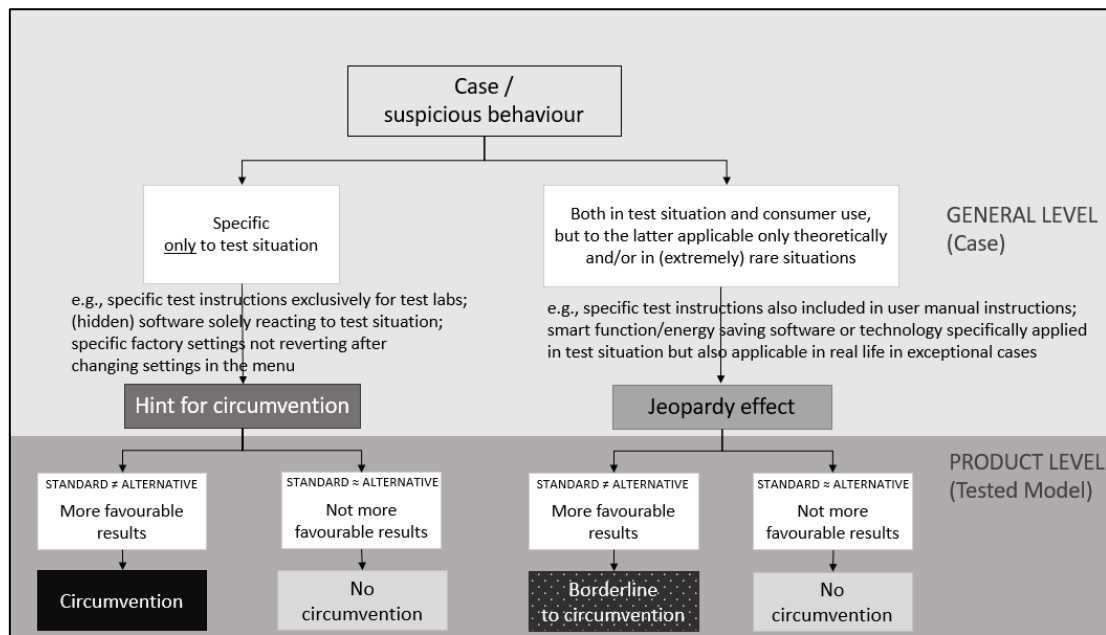 Case /
suspicious behaviour
Specific
only to test situation
Both in test situation and consumer use,
but to the latter applicable only theoretically
and/or in (extremely) rare situations
GENERAL LEVEL
(Case)
e.g., specific test instructions exclusively for test labs;
(hidden) software solely reacting to test situation;
specific factory settings not reverting after
changing settings in the menu
e.g., specific test instructions also included in user manual instructions;
smart function/energy saving software or technology specifically applied
in test situation but also applicable in real life in exceptional cases
Hint for circumvention
Jeopardy effect
PRODUCT LEVEL
(Tested Model)
STANDARD ≠ ALTERNATIVE
More favourable
results
STANDARD ≈ ALTERNATIVE
Not more
favourable results
STANDARD ≠ ALTERNATIVE
More favourable
results
STANDARD ≈ ALTERNATIVE
Not more
favourable results
Circumvention
No
circumvention
Borderline
to circumvention
No
circumvention